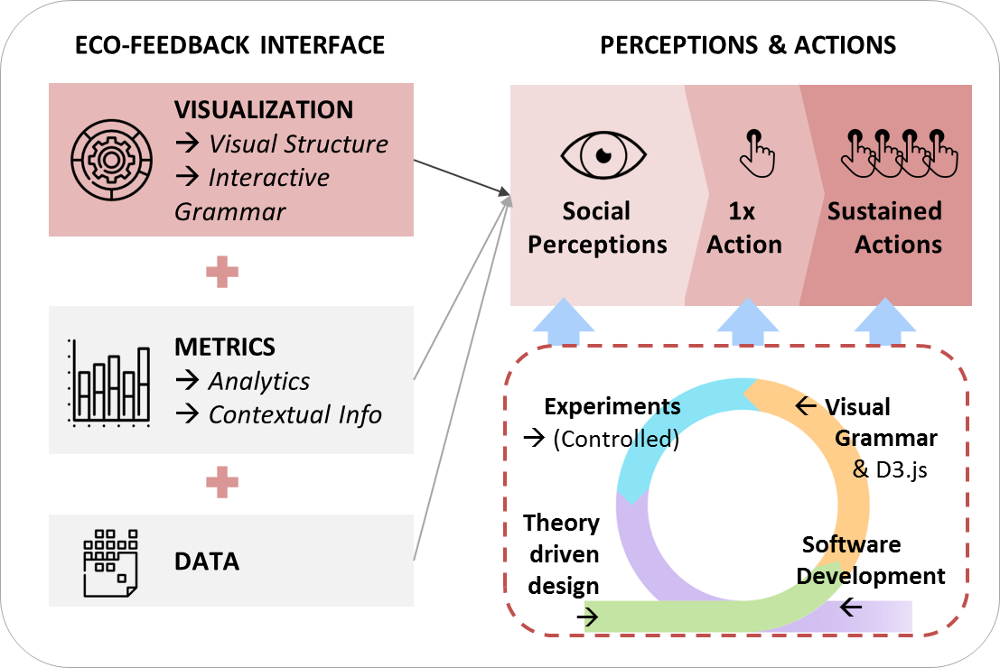 ECO-FEEDBACK INTERFACE
VISUALIZATION
→ Visual Structure
→ Interactive
Grammar
METRICS
→ Analytics
→ Contextual Info
DATA
PERCEPTIONS & ACTIONS
Social
Perceptions
1x
Action
Sustained
Actions
Experiments
→ (Controlled)
← Visual
Grammar
& D3.js
Theory
driven
design
→
Software
Development
←